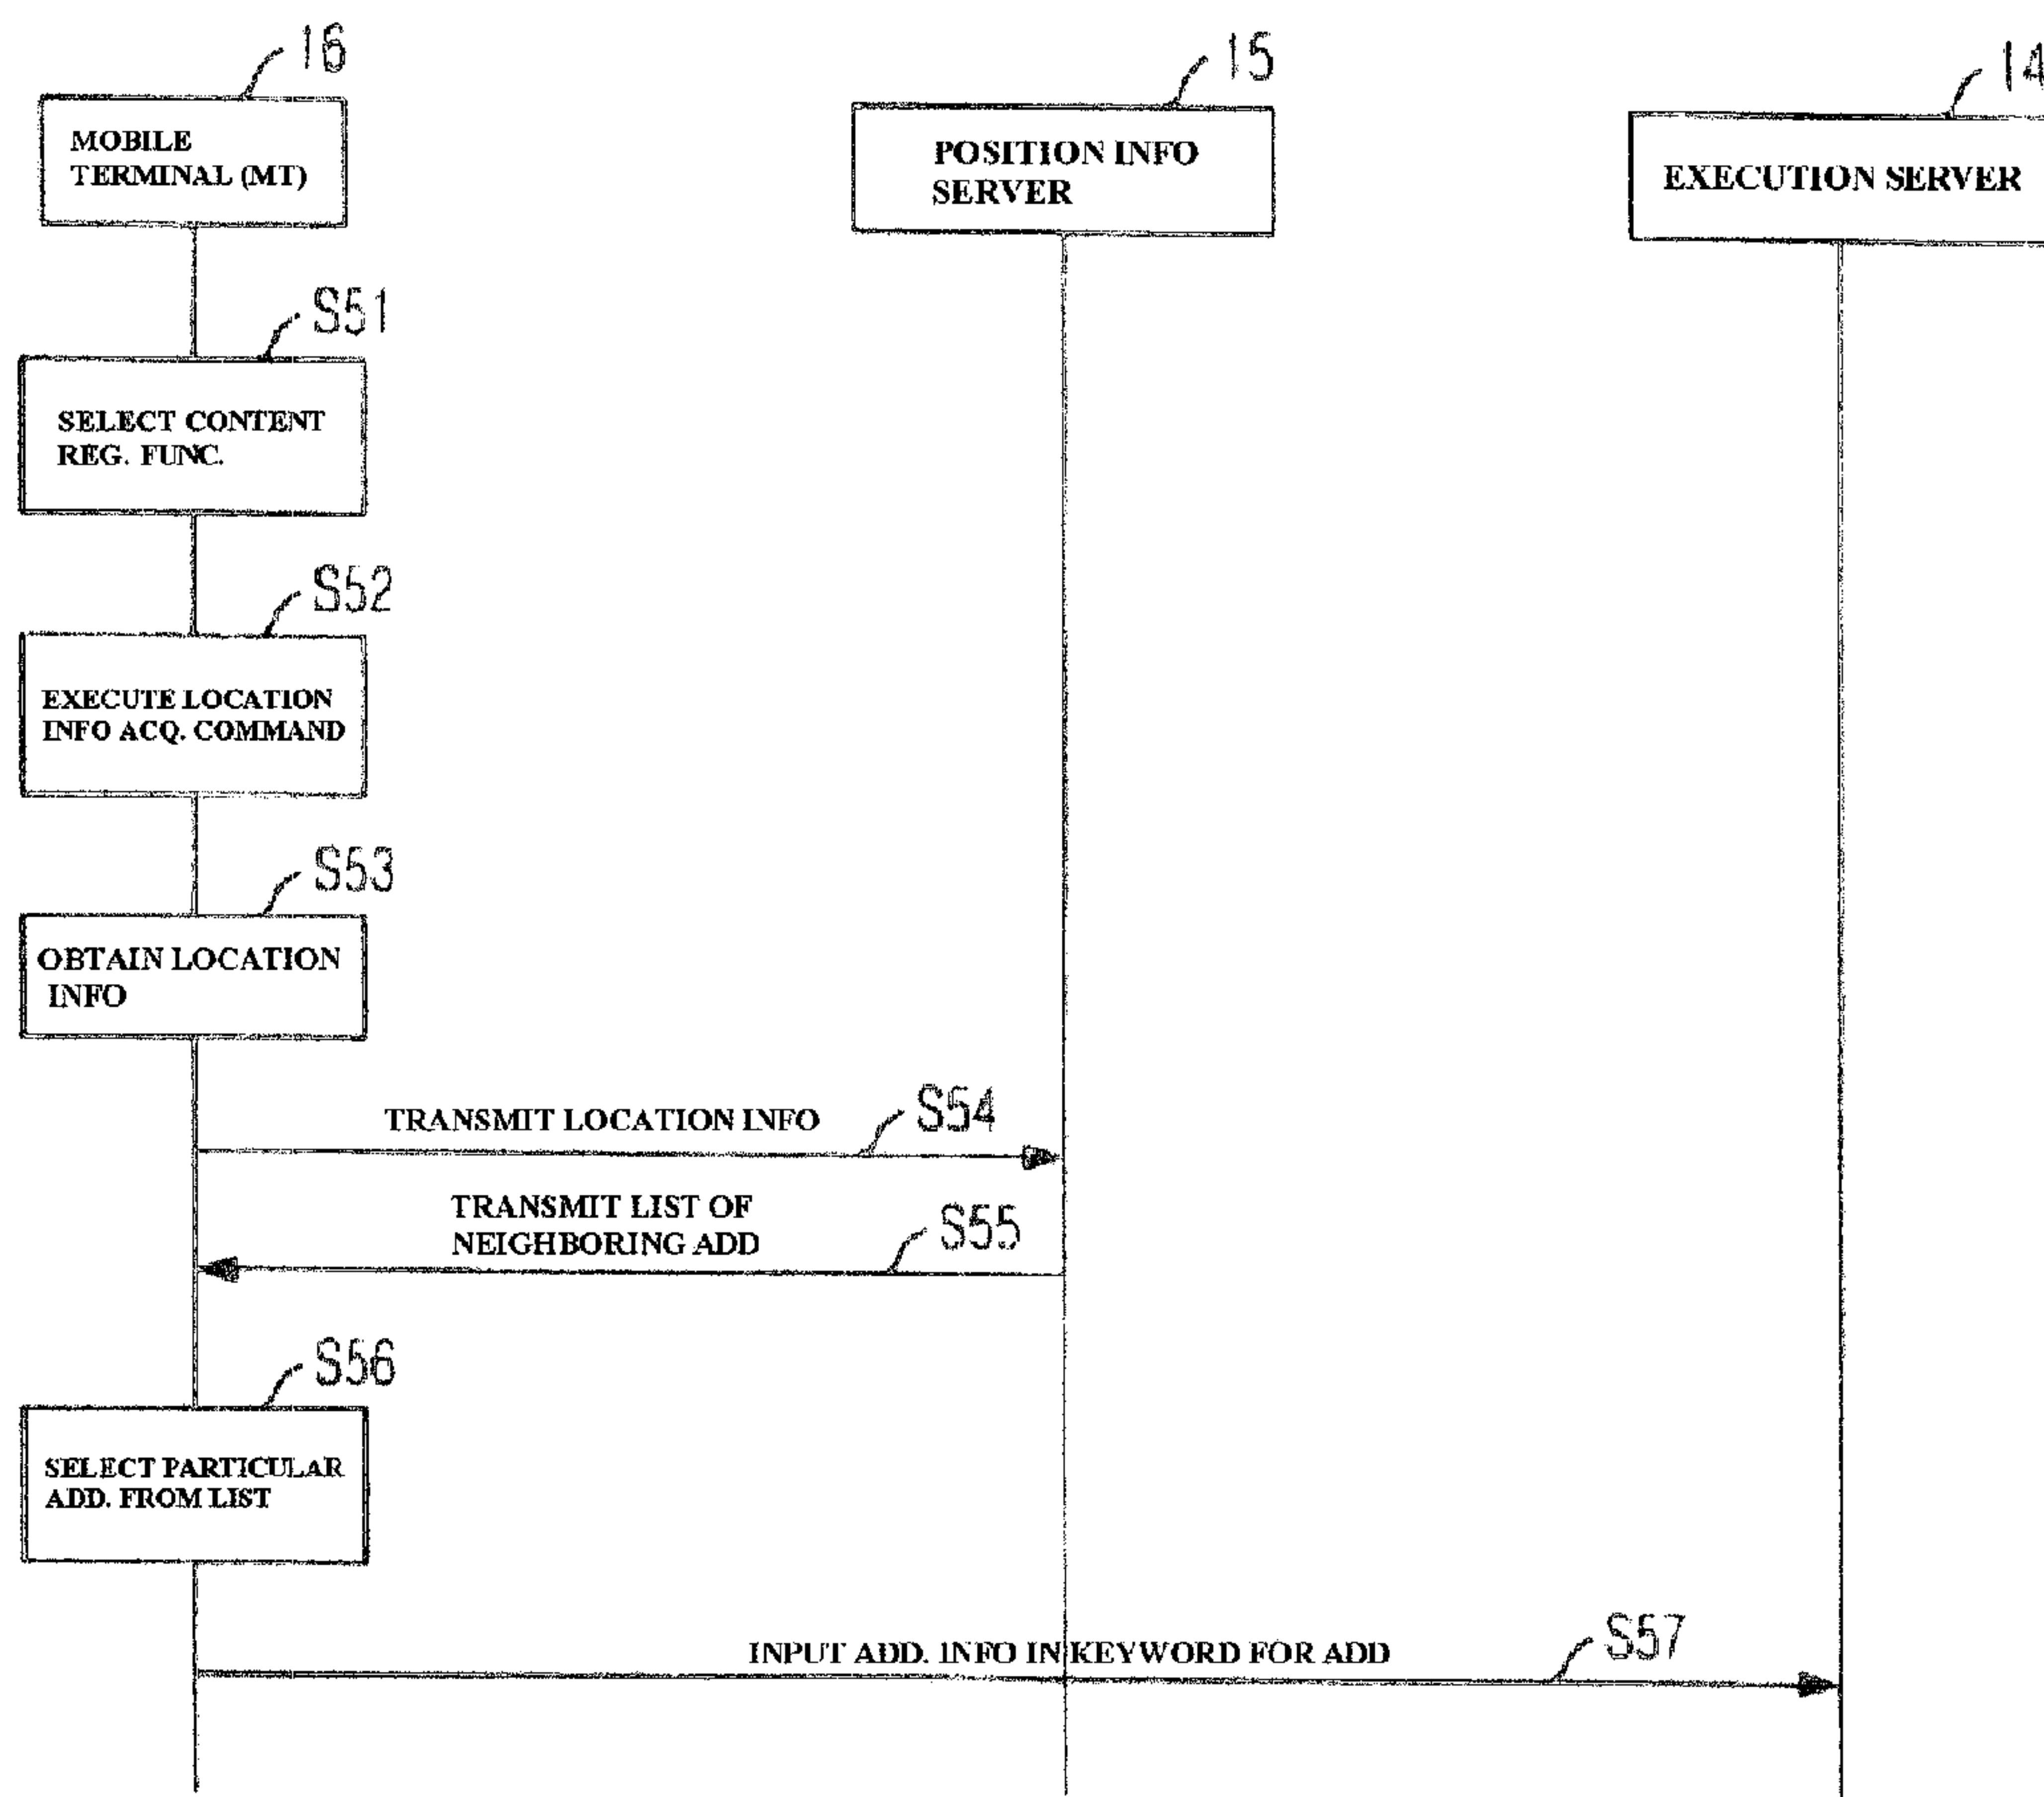 16
15
14
MOBILE
TERMINAL (MT)
POSITION INFO
SERVER
EXECUTION SERVER
S51
SELECT CONTENT
REG. FUNC.
S52
EXECUTE LOCATION
INFO ACQ. COMMAND
S53
OBTAIN LOCATION
INFO
TRANSMIT LOCATION INFO
S54
TRANSMIT LIST OF
NEIGHBORING ADD
S55
S56
SELECT PARTICULAR
ADD. FROM LIST
INPUT ADD. INFO IN KEYWORD FOR ADD
S57